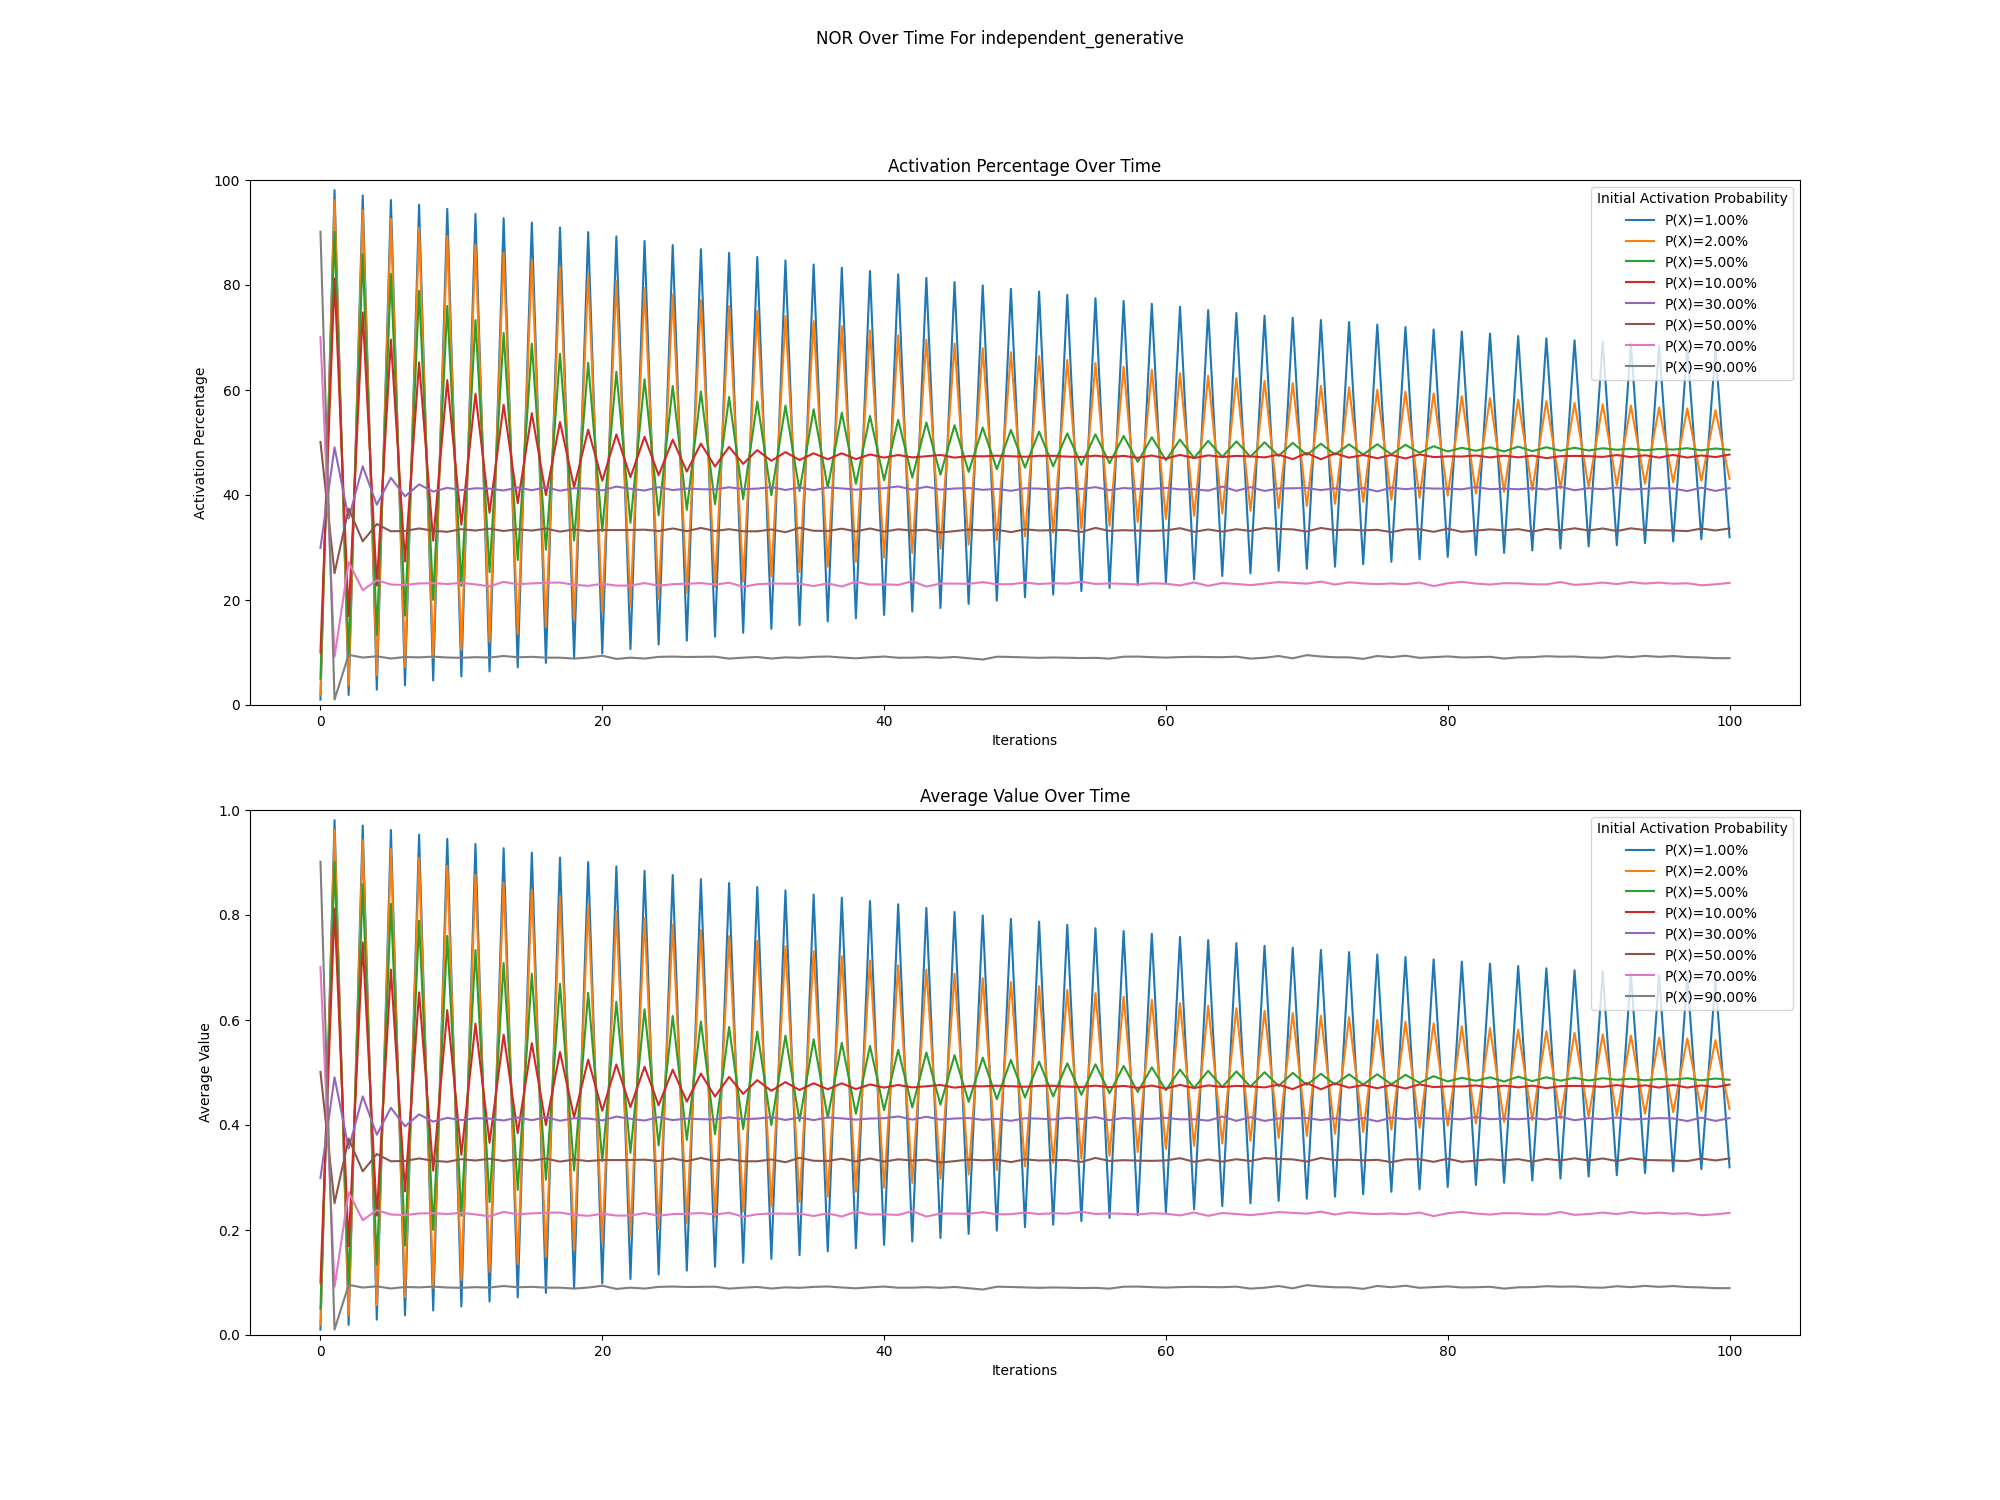 NOR Over Time For independent_generative
Activation Percentage Over Time
Activation Percentage
100
80
60
40
20
0
Initial Activation Probability
P(X)=1.00%
P(X)=2.00%
P(X)=5.00%
P(X)=10.00%
P(X)=30.00%
P(X)=50.00%
P(X)=70.00%
P(X)=90.00%
0 20 40 60 80 100
Iterations
Average Value Over Time
Average Value
1.0
0.8
0.6
0.4
0.2
0.0
Initial Activation Probability
P(X)=1.00%
P(X)=2.00%
P(X)=5.00%
P(X)=10.00%
P(X)=30.00%
P(X)=50.00%
P(X)=70.00%
P(X)=90.00%
0 20 40 60 80 100
Iterations